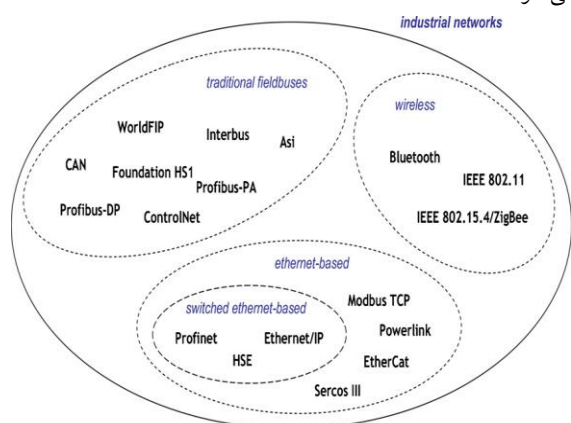 industrial networks
traditional fieldbuses
WorldFIP
Interbus
Asi
CAN
Foundation HS1
Profibus-PA
Profibus-DP
ControlNet
wireless
Bluetooth
IEEE 802.11
IEEE 802.15.4/ZigBee
ethernet-based
switched ethernet-based
Profinet
Ethernet/IP
HSE
Modbus TCP
Powerlink
EtherCat
Sercos III